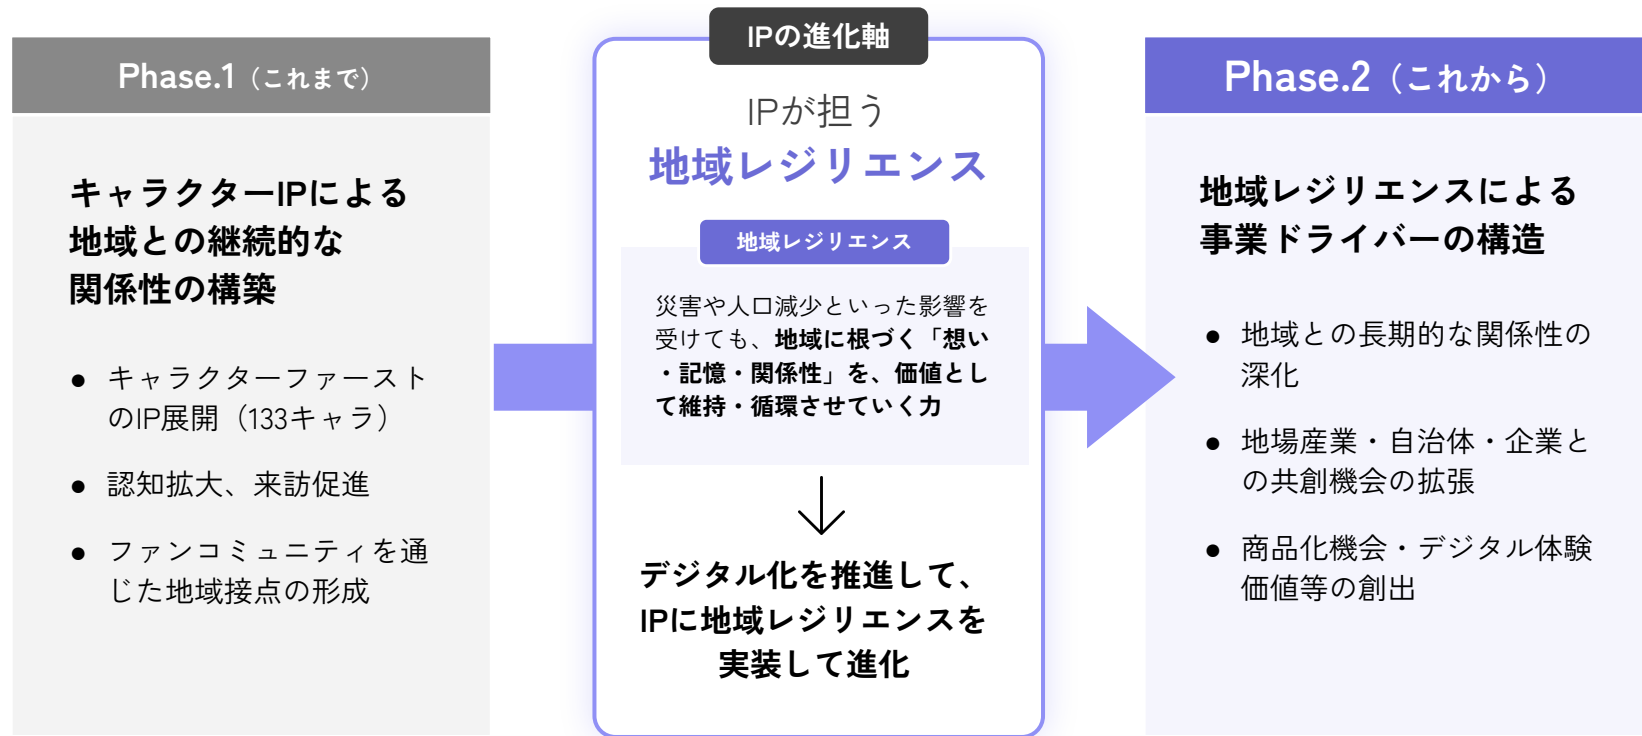 Phase.1（これまで）
キャラクターIPによる
地域との継続的な
関係性の構築
● キャラクターファースト
のIP展開（133キャラ）
● 認知拡大、来訪促進
● ファンコミュニティを通
じた地域接点の形成
IPの進化軸
IPが担う
地域レジリエンス
地域レジリエンス
災害や人口減少といった影響を
受けても、地域に根づく「想い
・記憶・関係性」を、価値とし
て維持・循環させていく力
デジタル化を推進して、
IPに地域レジリエンスを
実装して進化
Phase.2（これから）
地域レジリエンスによる
事業ドライバーの構造
● 地域との長期的な関係性の
深化
● 地場産業・自治体・企業と
の共創機会の拡張
● 商品化機会・デジタル体験
価値等の創出